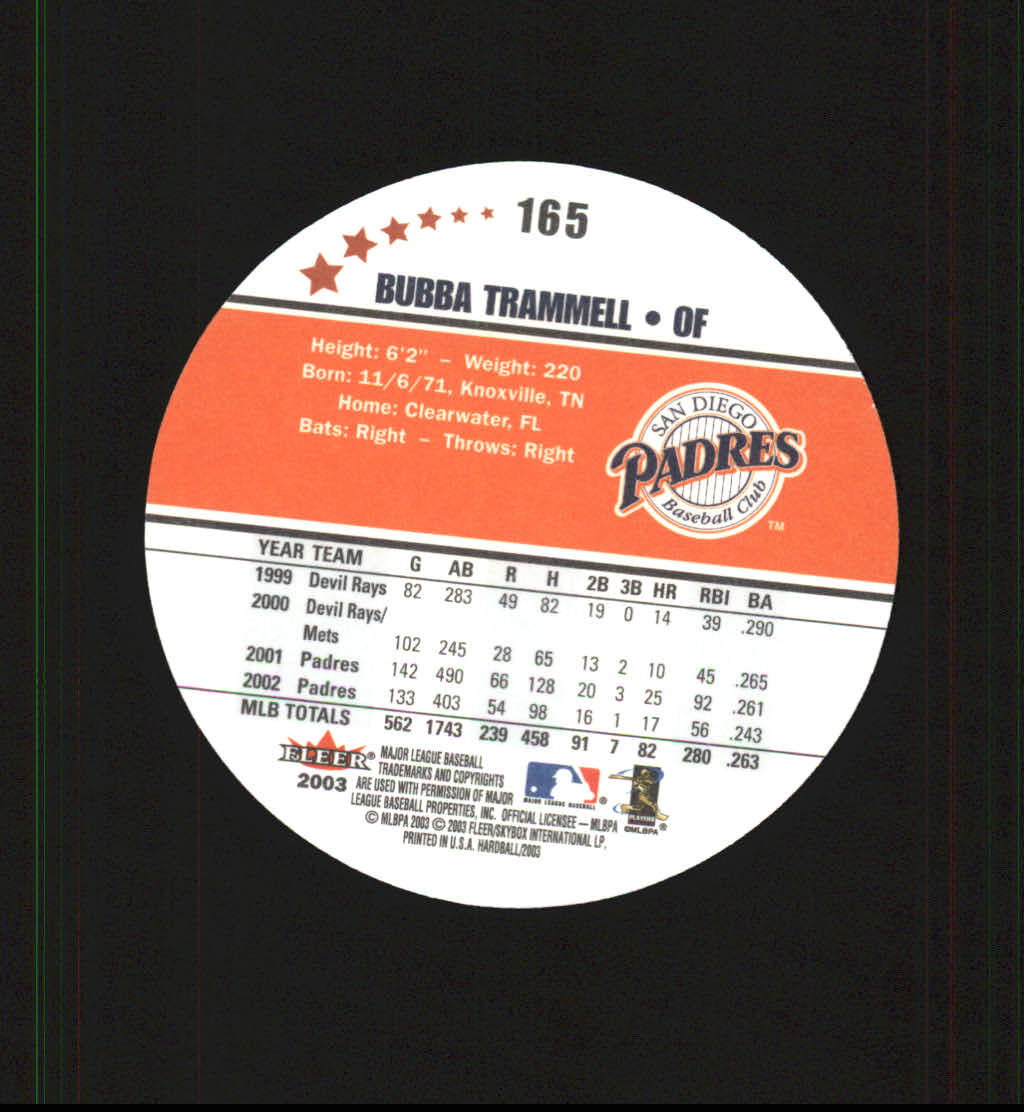 165
BUBBA TRAMMELL • OF
Height: 6'2" – Weight: 220
Born: 11/6/71, Knoxville, TN
Home: Clearwater, FL
Bats: Right – Throws: Right
SAN DIEGO
PADRES
Baseball Club
TM
YEAR TEAM G AB R H 2B 3B HR RBI BA
1999 Devil Rays 82 283 49 82 19 0 14 39 .290
2000 Devil Rays/
Mets 102 245 28 65 13 2 10 45 .265
2001 Padres 142 490 66 128 20 3 25 92 .261
2002 Padres 133 403 54 98 16 1 17 56 .243
MLB TOTALS 562 1743 239 458 91 7 82 280 .263
FLEER®
2003
MAJOR LEAGUE BASEBALL
TRADEMARKS AND COPYRIGHTS
ARE USED WITH PERMISSION OF MAJOR
LEAGUE BASEBALL PROPERTIES, INC. OFFICIAL LICENSEE — MLBPA
© MLBPA 2003 © 2003 FLEER/SKYBOX INTERNATIONAL LP.
PRINTED IN U.S.A. HARDBALL/2003
MAJOR LEAGUE BASEBALL ®
PLAYERS
©MLBPA